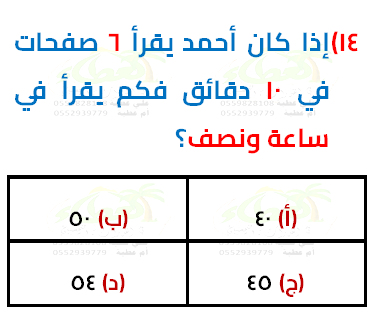 ١٤)إذا كان أحمد يقرأ ٦ صفحات
في ١٠ دقائق فكم يقرأ في
ساعة ونصف؟
(أ) ٤٠
(ب) ٥٠
(ج) ٤٥
(د) ٥٤